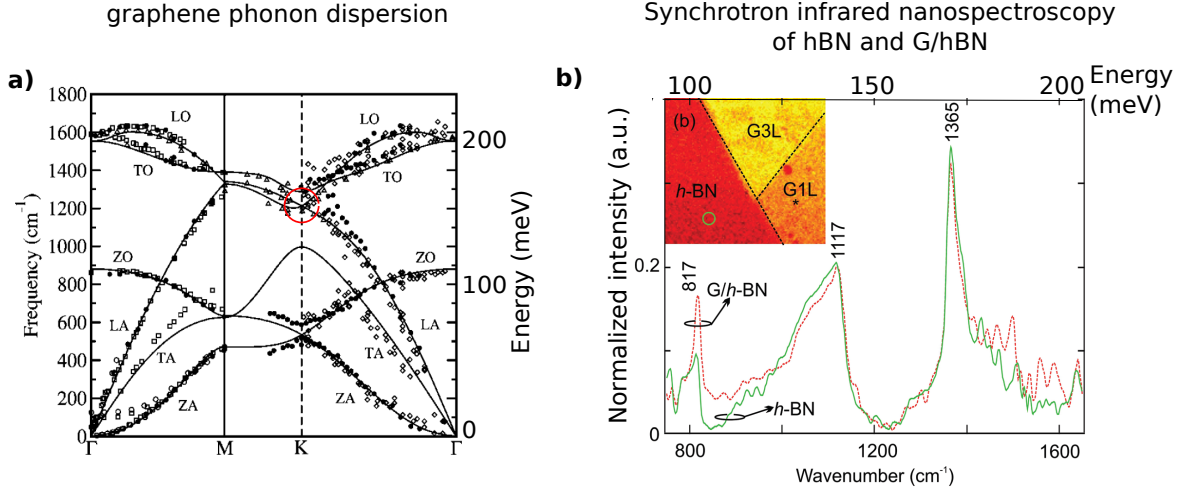 graphene phonon dispersion
Synchrotron infrared nanospectroscopy
of hBN and G/hBN
a)
1800
1600
1400
1200
1000
800
600
400
200
0
Frequency (cm⁻¹)
LO
TO
ZO
LA
TA
ZA
LO
TO
ZO
LA
TA
ZA
Γ
M
K
Γ
200
100
0
Energy (meV)
b)
100
150
200
Energy
(meV)
(b)
G3L
h-BN
G1L
*
817
1117
1365
G/h-BN
h-BN
0.2
0
Normalized intensity (a.u.)
800
1200
1600
Wavenumber (cm⁻¹)